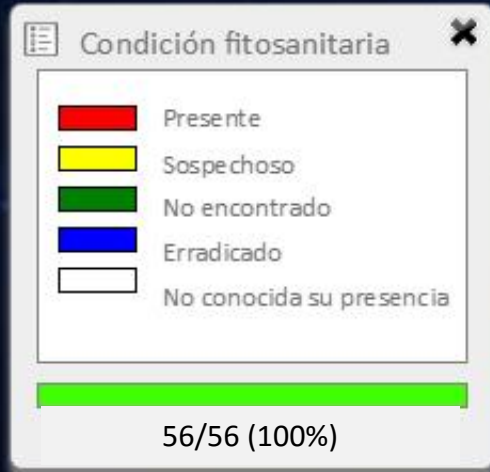 Condición fitosanitaria
Presente
Sospechoso
No encontrado
Erradicado
No conocida su presencia
56/56 (100%)